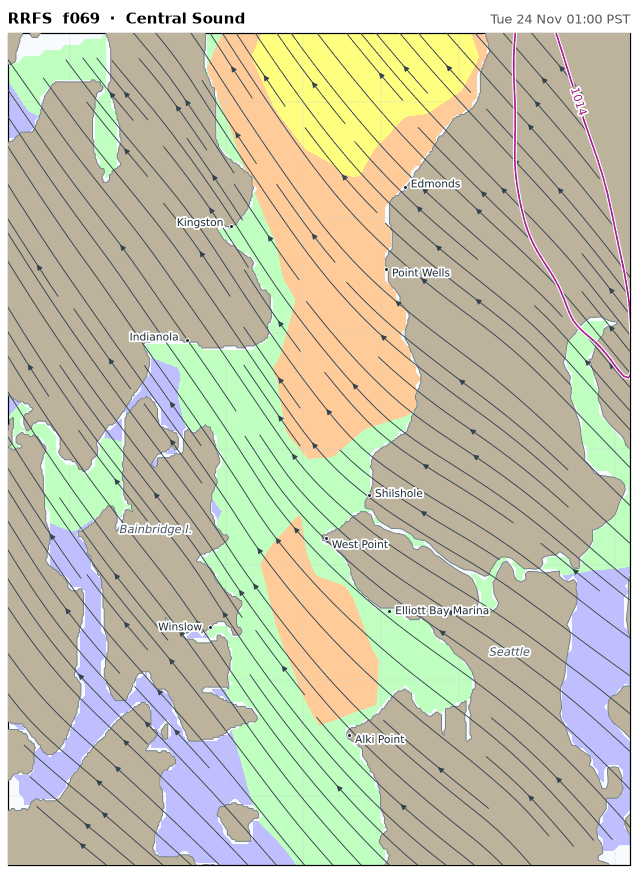 RRFS f069 · Central Sound
Tue 24 Nov 01:00 PST
1014
Edmonds
Kingston
Point Wells
Indianola
Shilshole
Bainbridge I.
West Point
Elliott Bay Marina
Winslow
Seattle
Alki Point